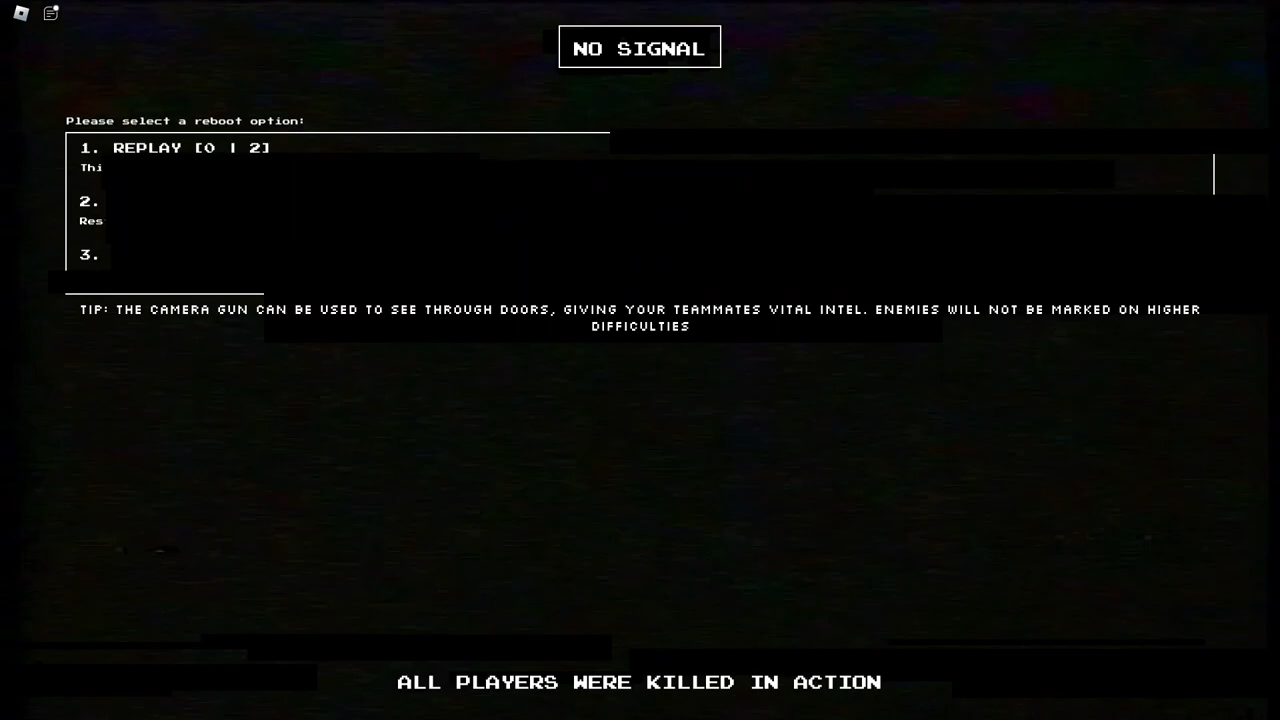 NO SIGNAL
Please select a reboot option:
1. REPLAY [0 | 2]
Thi
2.
Res
3.
TIP: THE CAMERA GUN CAN BE USED TO SEE THROUGH DOORS, GIVING YOUR TEAMMATES VITAL INTEL. ENEMIES WILL NOT BE MARKED ON HIGHER
DIFFICULTIES
ALL PLAYERS WERE KILLED IN ACTION